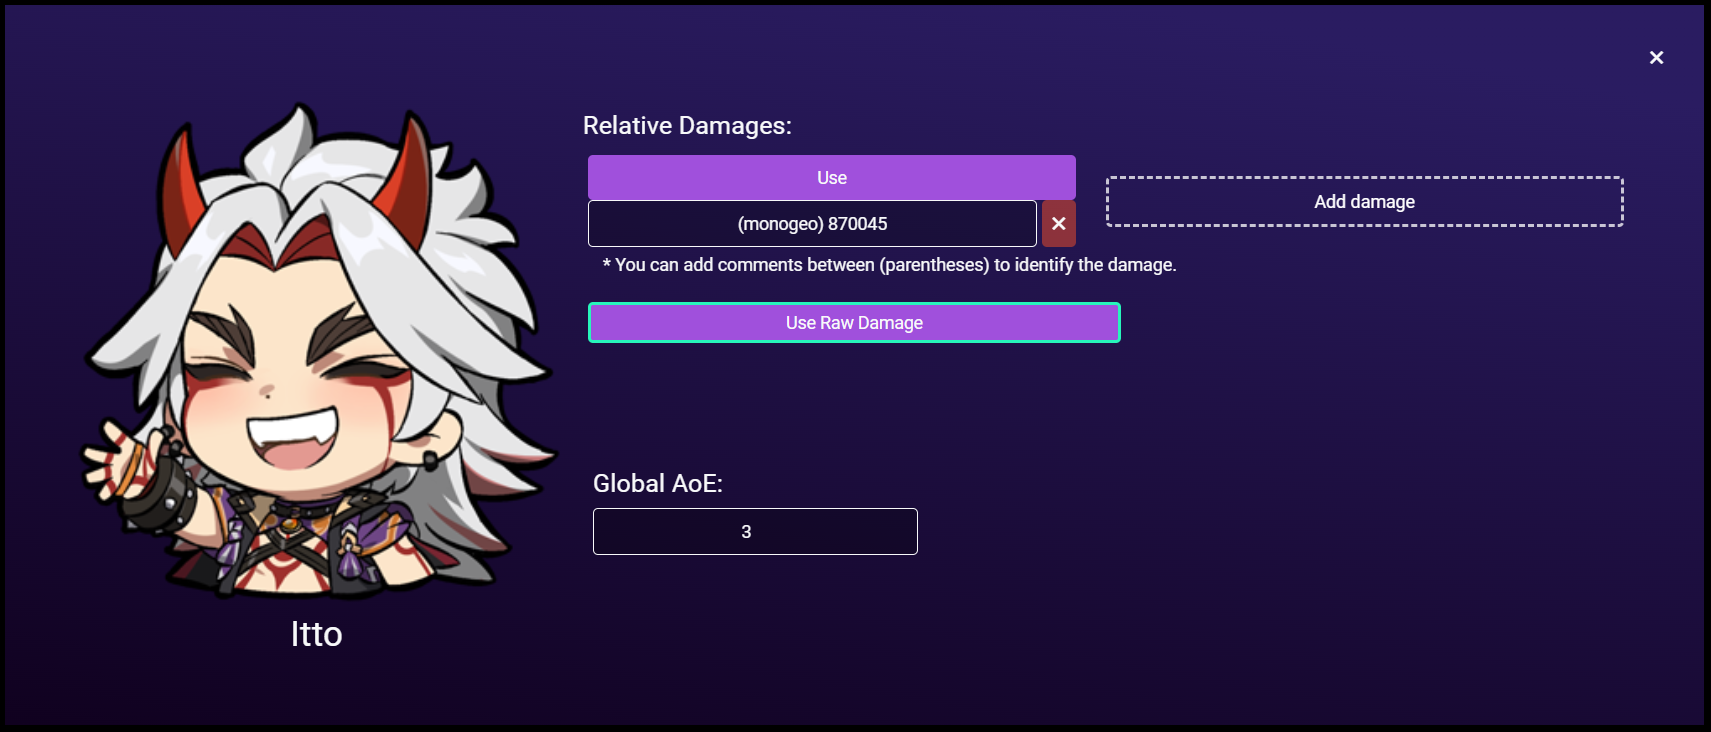 Relative Damages:
Use
(monogeo) 870045
Add damage
* You can add comments between (parentheses) to identify the damage.
Use Raw Damage
Global AoE:
3
Itto